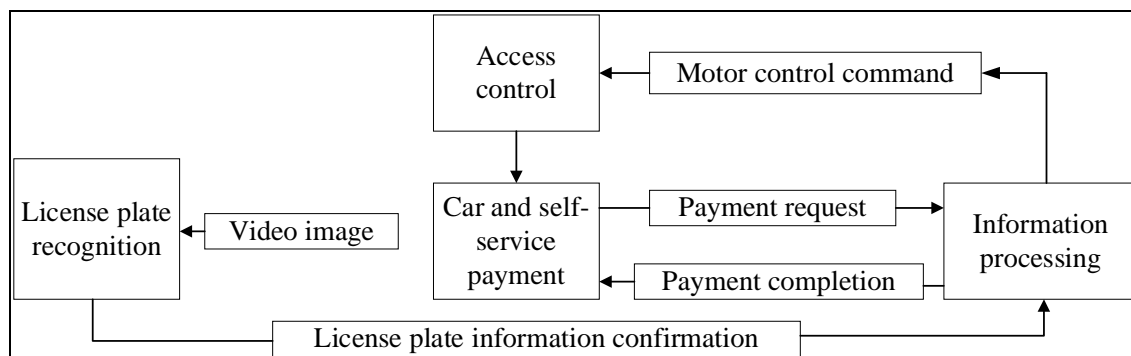 Access
control
Motor control command
License plate
recognition
Video image
Car and self-
service
payment
Payment request
Payment completion
Information
processing
License plate information confirmation